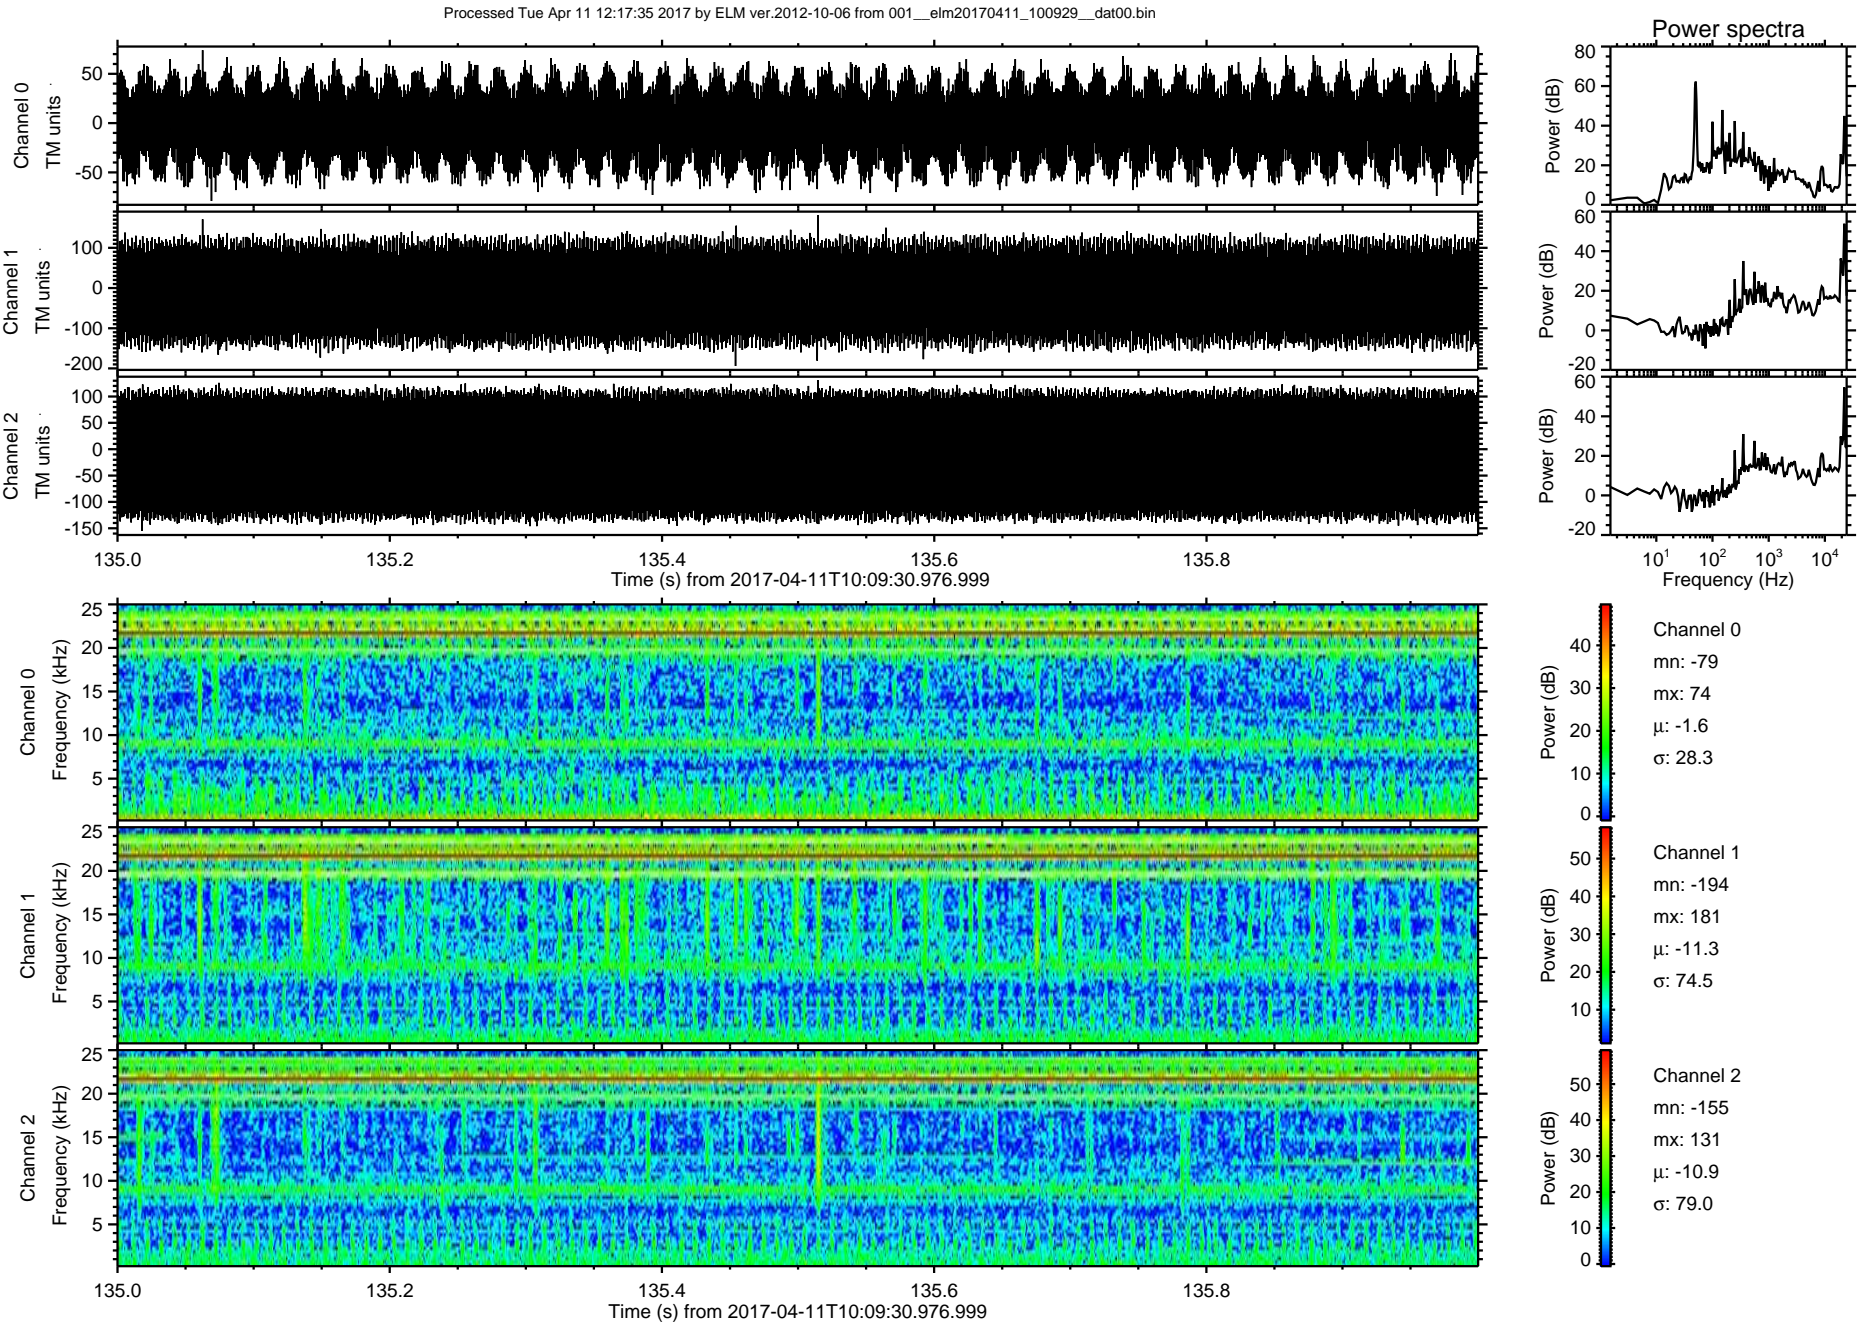 Processed Tue Apr 11 12:17:35 2017 by ELM ver.2012-10-06 from 001__elm20170411_100929__dat00.bin
Power spectra
Channel 0
TM units
50
0
-50
Power (dB)
80
60
40
20
0
Channel 1
TM units
100
0
-100
-200
Power (dB)
60
40
20
0
-20
Channel 2
TM units
100
50
0
-50
-100
-150
Power (dB)
60
40
20
0
-20
135.0 135.2 135.4 135.6 135.8
Time (s) from 2017-04-11T10:09:30.976.999
10¹ 10² 10³ 10⁴
Frequency (Hz)
Channel 0
Frequency (kHz)
25
20
15
10
5
Power (dB)
40
30
20
10
0
Channel 0
mn: -79
mx: 74
μ: -1.6
σ: 28.3
Channel 1
Frequency (kHz)
25
20
15
10
5
Power (dB)
50
40
30
20
10
Channel 1
mn: -194
mx: 181
μ: -11.3
σ: 74.5
Channel 2
Frequency (kHz)
25
20
15
10
5
Power (dB)
50
40
30
20
10
0
Channel 2
mn: -155
mx: 131
μ: -10.9
σ: 79.0
135.0 135.2 135.4 135.6 135.8
Time (s) from 2017-04-11T10:09:30.976.999